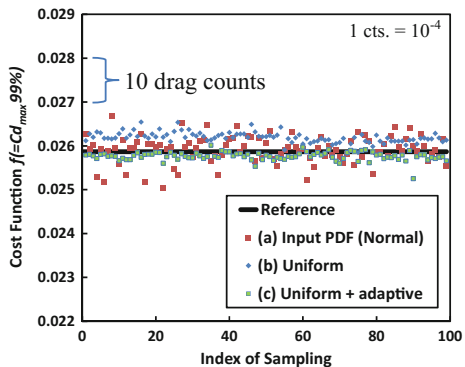 1 cts. = 10⁻⁴
0.028
0.027
0.026
0.025
0.024
0.023
0.022
Cost Function f(=Cd_max,99%)
10 drag counts
Reference
(a) Input PDF (Normal)
(b) Uniform
(c) Uniform + adaptive
0 20 40 60 80 100
Index of Sampling